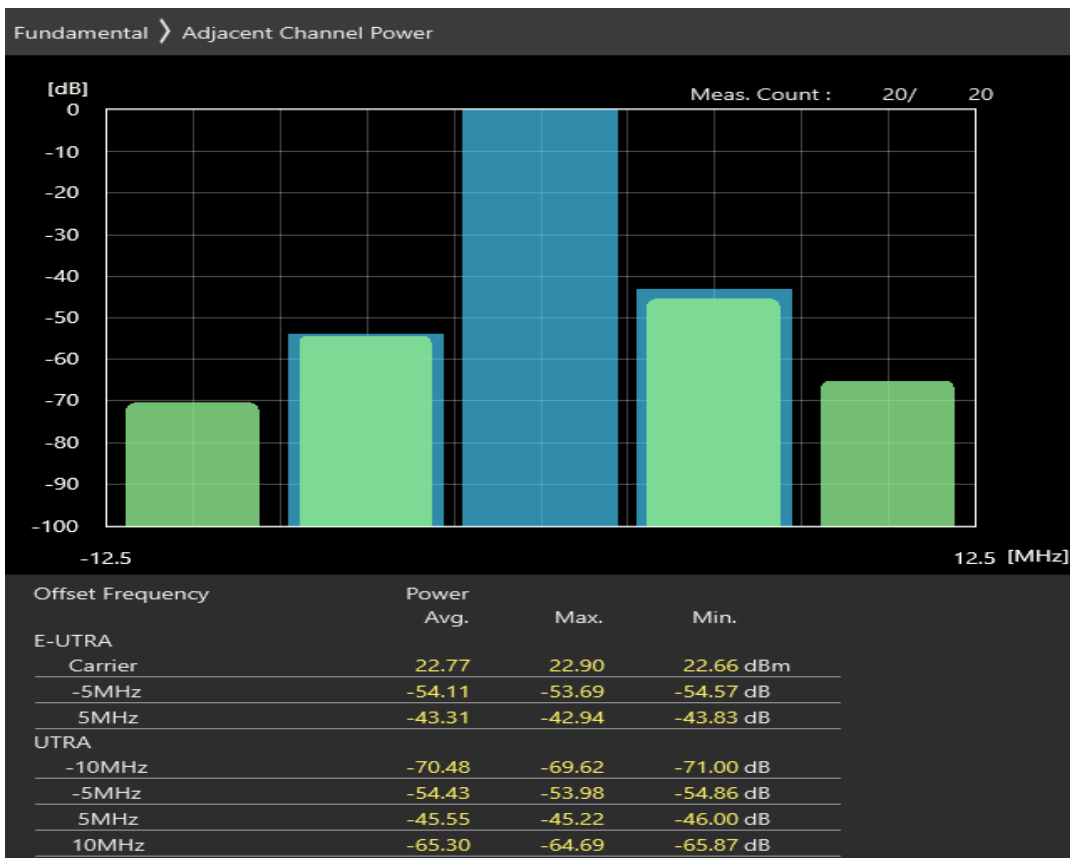 Fundamental 〉 Adjacent Channel Power
[dB]
Meas. Count : 20/ 20
0
-10
-20
-30
-40
-50
-60
-70
-80
-90
-100
-12.5 12.5 [MHz]
Offset Frequency Power
Avg. Max. Min.
E-UTRA
Carrier 22.77 22.90 22.66 dBm
-5MHz -54.11 -53.69 -54.57 dB
5MHz -43.31 -42.94 -43.83 dB
UTRA
-10MHz -70.48 -69.62 -71.00 dB
-5MHz -54.43 -53.98 -54.86 dB
5MHz -45.55 -45.22 -46.00 dB
10MHz -65.30 -64.69 -65.87 dB